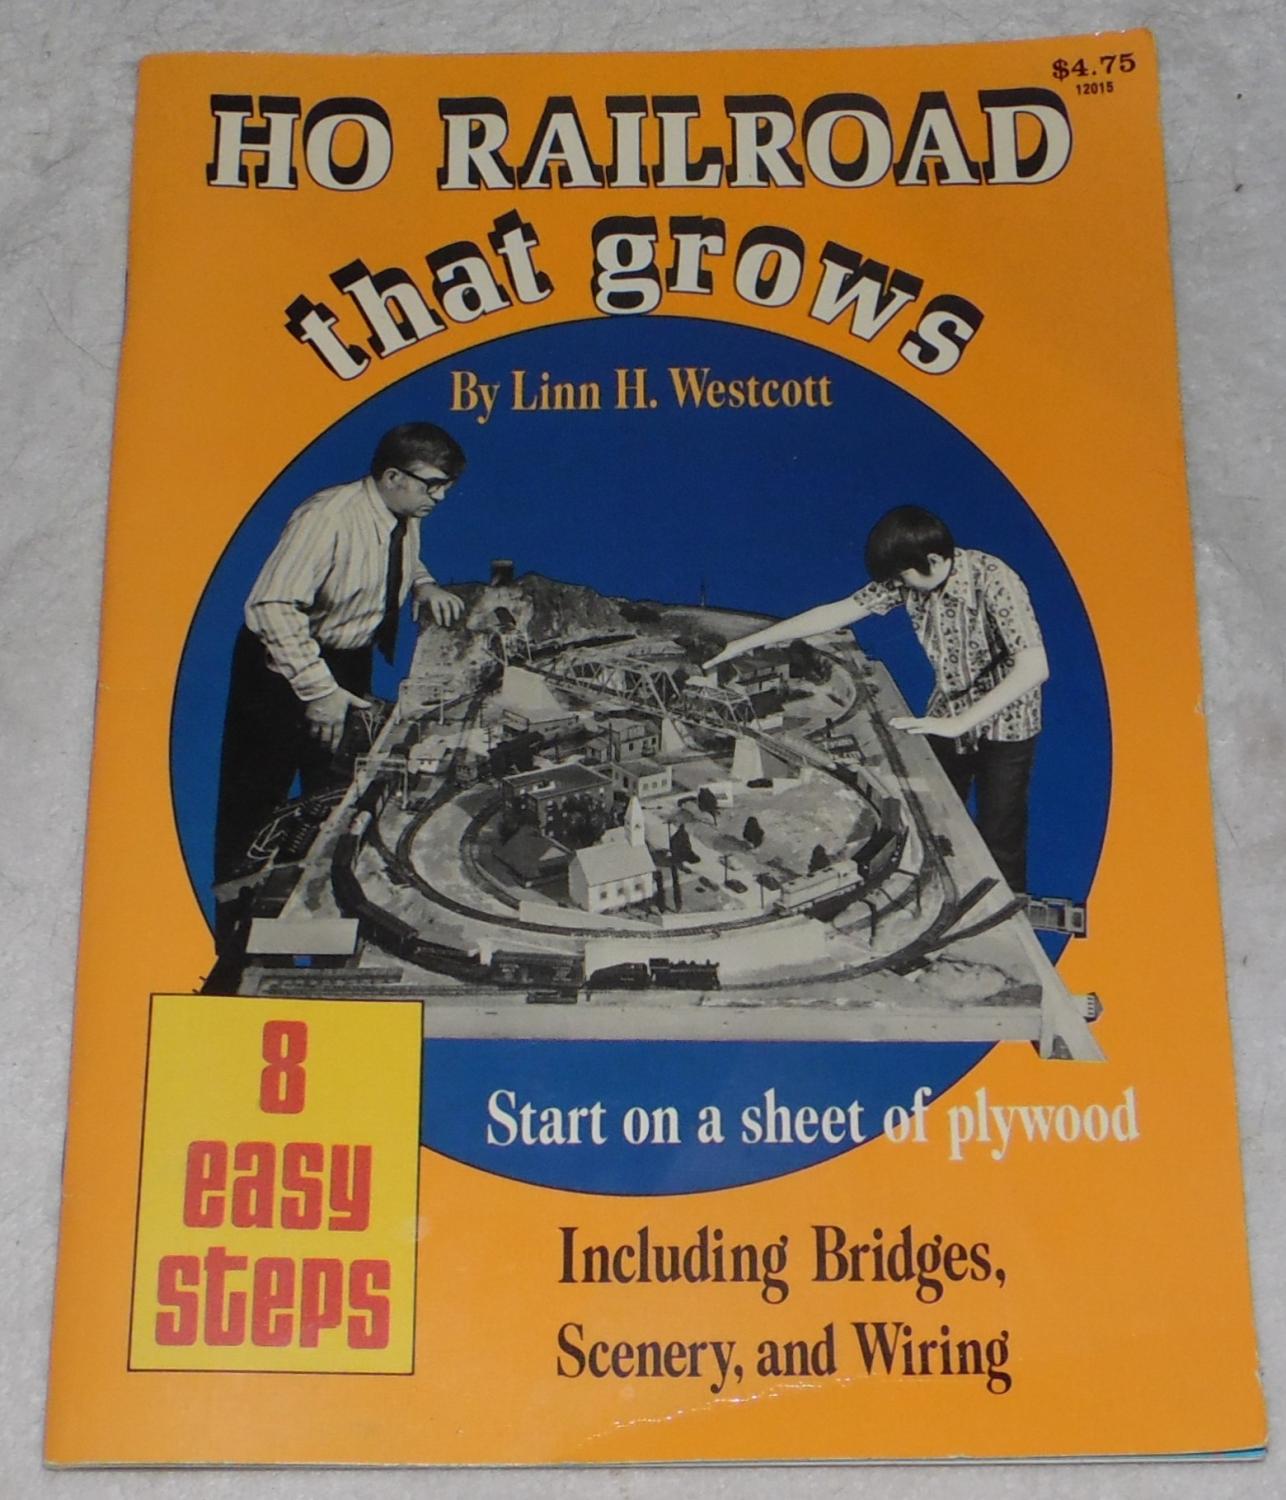 $4.75
12015
HO RAILROAD
that grows
By Linn H. Westcott
8
easy
steps
Start on a sheet of plywood
Including Bridges,
Scenery, and Wiring